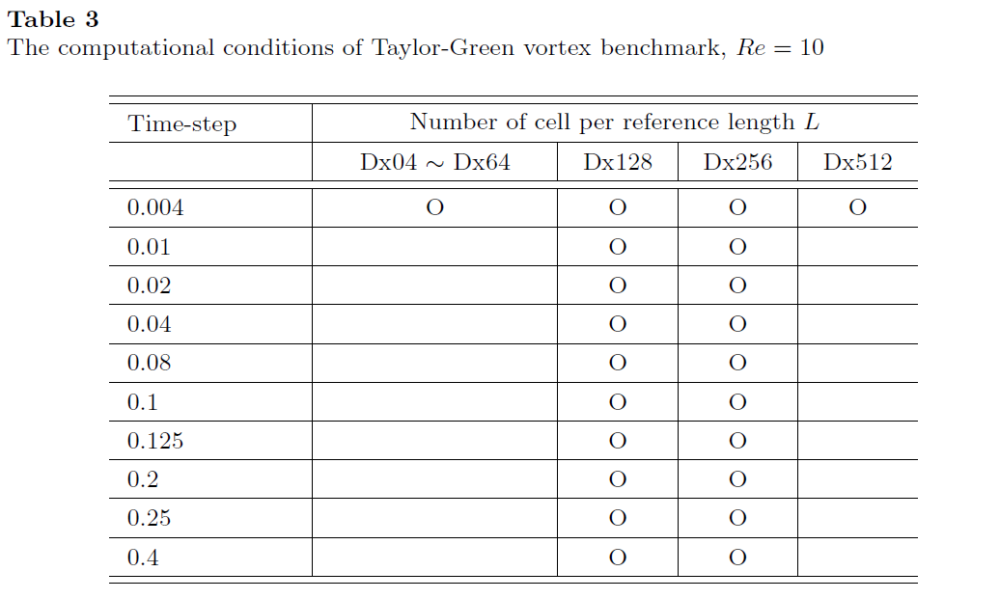 Table 3
The computational conditions of Taylor-Green vortex benchmark, Re = 10
Time-step Number of cell per reference length L
Dx04 ∼ Dx64 Dx128 Dx256 Dx512
0.004 O O O O
0.01 O O
0.02 O O
0.04 O O
0.08 O O
0.1 O O
0.125 O O
0.2 O O
0.25 O O
0.4 O O